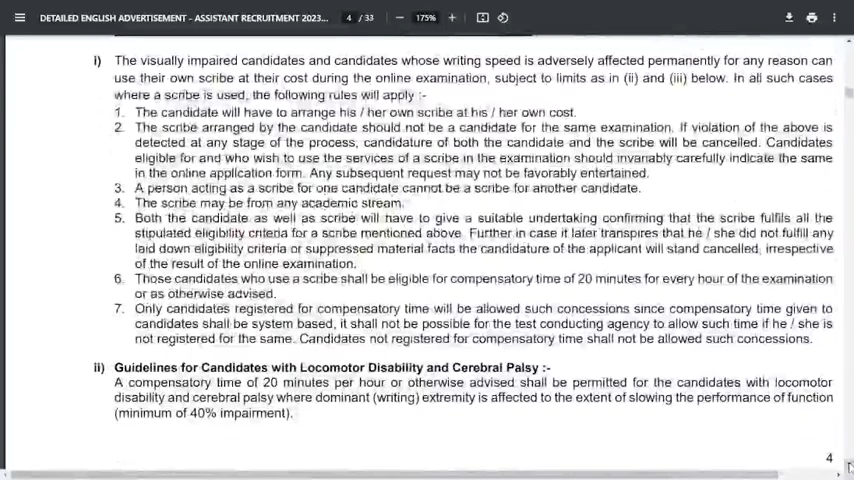 DETAILED ENGLISH ADVERTISEMENT - ASSISTANT RECRUITMENT 2023...
4 / 33
175%
i) The visually impaired candidates and candidates whose writing speed is adversely affected permanently for any reason can
use their own scribe at their cost during the online examination, subject to limits as in (ii) and (iii) below. In all such cases
where a scribe is used, the following rules will apply :-
1. The candidate will have to arrange his / her own scribe at his / her own cost.
2. The scribe arranged by the candidate should not be a candidate for the same examination. If violation of the above is
detected at any stage of the process, candidature of both the candidate and the scribe will be cancelled. Candidates
eligible for and who wish to use the services of a scribe in the examination should invariably carefully indicate the same
in the online application form. Any subsequent request may not be favorably entertained.
3. A person acting as a scribe for one candidate cannot be a scribe for another candidate.
4. The scribe may be from any academic stream.
5. Both the candidate as well as scribe will have to give a suitable undertaking confirming that the scribe fulfils all the
stipulated eligibility criteria for a scribe mentioned above. Further in case it later transpires that he / she did not fulfill any
laid down eligibility criteria or suppressed material facts the candidature of the applicant will stand cancelled, irrespective
of the result of the online examination.
6. Those candidates who use a scribe shall be eligible for compensatory time of 20 minutes for every hour of the examination
or as otherwise advised.
7. Only candidates registered for compensatory time will be allowed such concessions since compensatory time given to
candidates shall be system based, it shall not be possible for the test conducting agency to allow such time if he / she is
not registered for the same. Candidates not registered for compensatory time shall not be allowed such concessions.
ii) Guidelines for Candidates with Locomotor Disability and Cerebral Palsy :-
A compensatory time of 20 minutes per hour or otherwise advised shall be permitted for the candidates with locomotor
disability and cerebral palsy where dominant (writing) extremity is affected to the extent of slowing the performance of function
(minimum of 40% impairment).
4